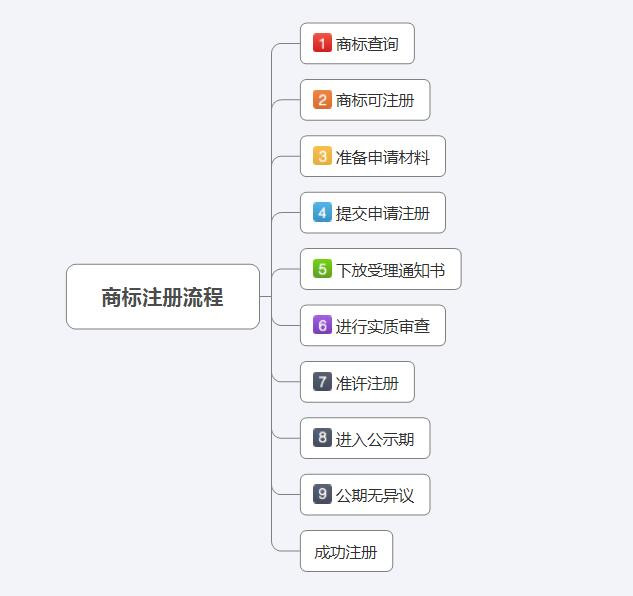 1 商标查询
2 商标可注册
3 准备申请材料
4 提交申请注册
5 下放受理通知书
商标注册流程
6 进行实质审查
7 准许注册
8 进入公示期
9 公期无异议
成功注册